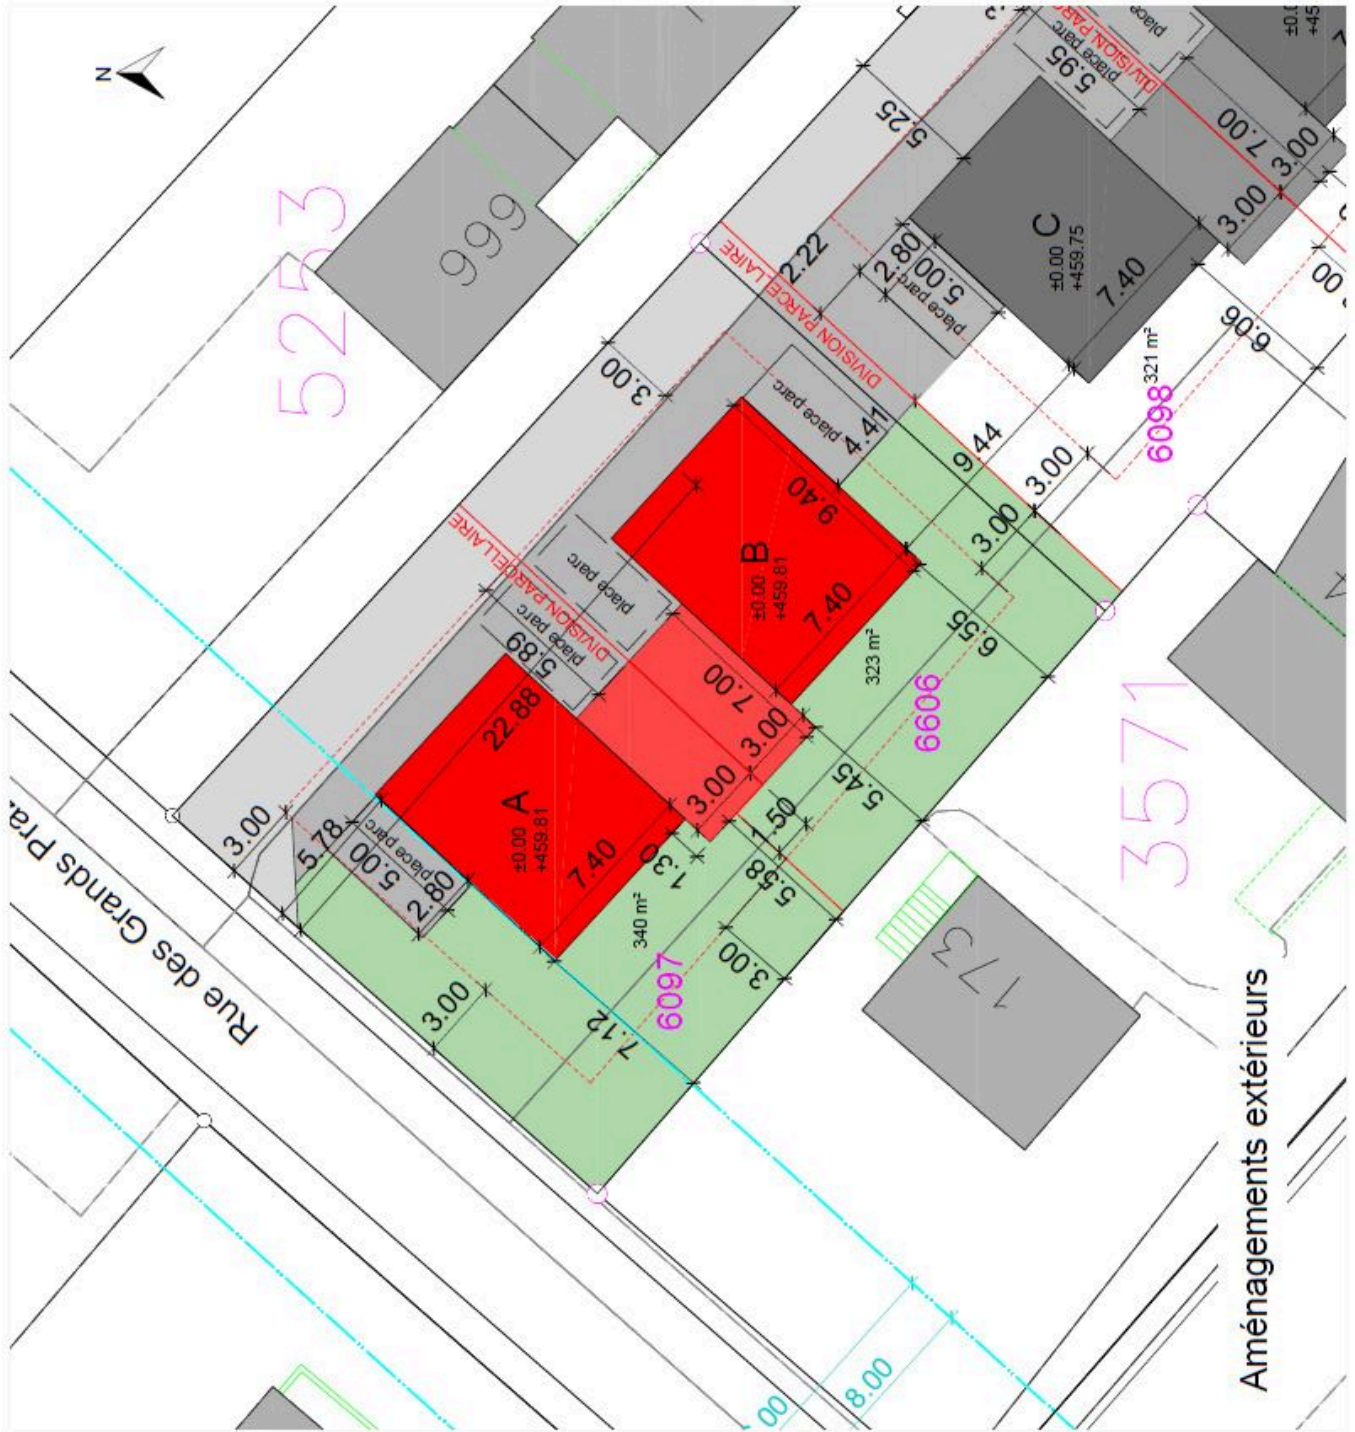 N
5253
999
place parc
DIVISION PARC
place parc
5.95
5.25
7.00
3.00
3.00
±0.00 C
+459.75
7.40
2.22
2.80
5.00
place parc
DIVISION PARCELLAIRE
3.00
place parc
4.41
9.44
3.00
3.00
6.06
321 m²
6098
9.40
±0.00 B
+459.81
7.40
6.55
323 m²
6606
DIVISION PARCELLAIRE
place parc
place parc
5.89
22.88
7.00
3.00
3.00
1.50
5.45
5.58
1.30
±0.00 A
+459.81
7.40
340 m²
6097
3.00
7.12
3.00
3.00
5.78
place parc
5.00
2.80
Rue des Grands Pra
3571
173
8.00
Aménagements extérieurs